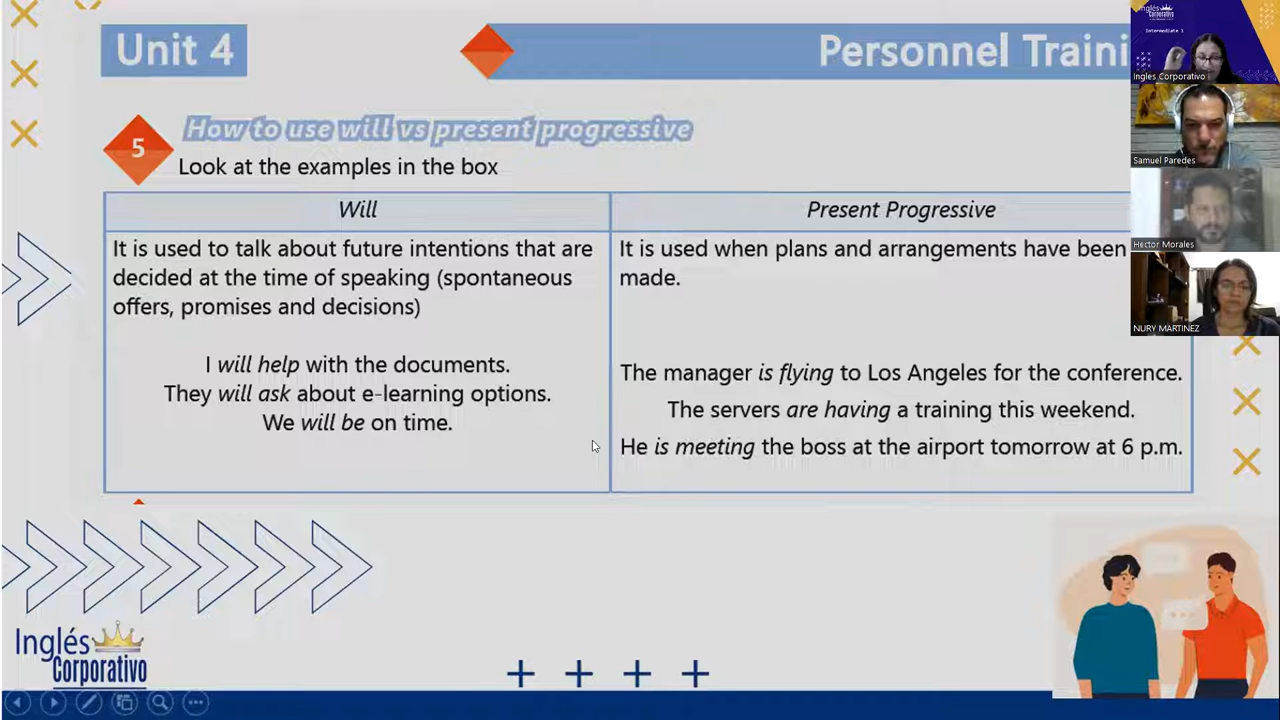 Unit 4
Personnel Traini
5
How to use will vs present progressive
Look at the examples in the box
Will
It is used to talk about future intentions that are
decided at the time of speaking (spontaneous
offers, promises and decisions)
I will help with the documents.
They will ask about e-learning options.
We will be on time.
Present Progressive
It is used when plans and arrangements have been
made.
The manager is flying to Los Angeles for the conference.
The servers are having a training this weekend.
He is meeting the boss at the airport tomorrow at 6 p.m.
Inglés
Corporativo
Inglés
Corporativo
Intermediate 1
Ingles Corporativo
Samuel Paredes
Hector Morales
NURY MARTINEZ